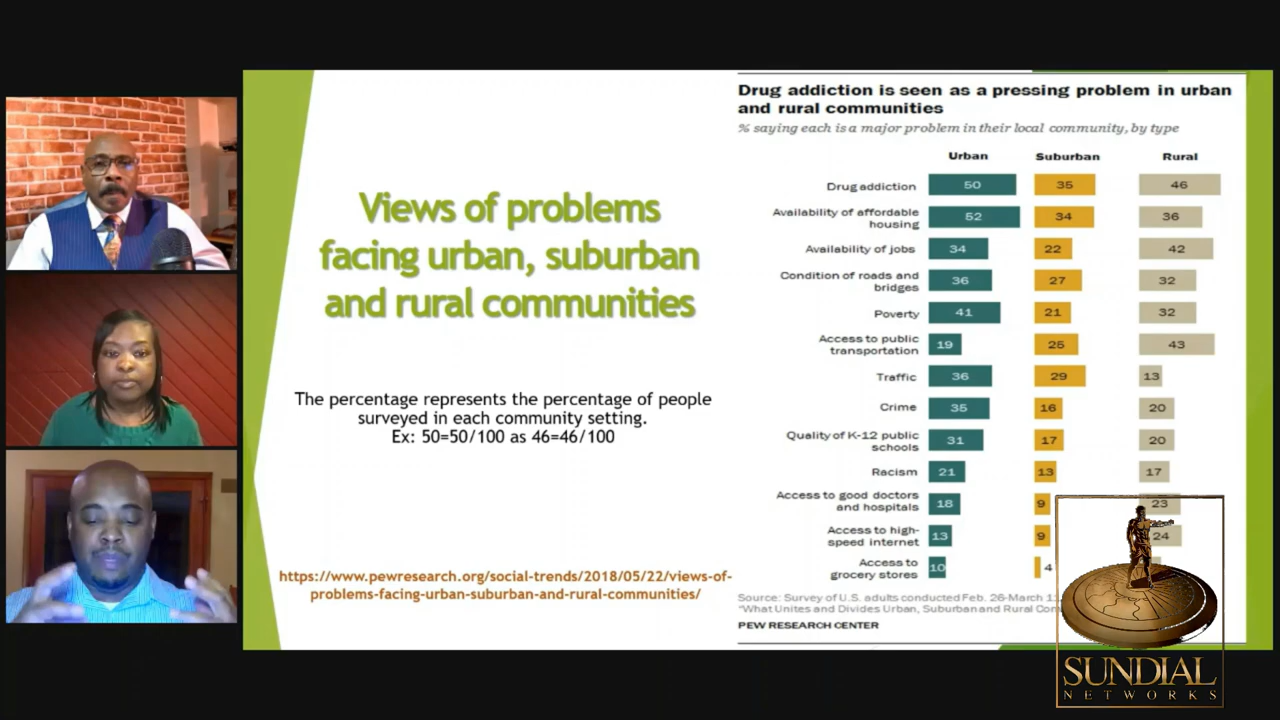 Views of problems
facing urban, suburban
and rural communities
The percentage represents the percentage of people
surveyed in each community setting.
Ex: 50=50/100 as 46=46/100
https://www.pewresearch.org/social-trends/2018/05/22/views-of-
problems-facing-urban-suburban-and-rural-communities/
Drug addiction is seen as a pressing problem in urban
and rural communities
% saying each is a major problem in their local community, by type
Urban Suburban Rural
Drug addiction 50 35 46
Availability of affordable
housing 52 34 36
Availability of jobs 34 22 42
Condition of roads and
bridges 36 27 32
Poverty 41 21 32
Access to public
transportation 19 25 43
Traffic 36 29 13
Crime 35 16 20
Quality of K-12 public
schools 31 17 20
Racism 21 13 17
Access to good doctors
and hospitals 18 9 23
Access to high-
speed internet 13 9 24
Access to
grocery stores 10 4
Source: Survey of U.S. adults conducted Feb. 26-March
"What Unites and Divides Urban, Suburban and Rural
PEW RESEARCH CENTER
SUNDIAL
NETWORKS